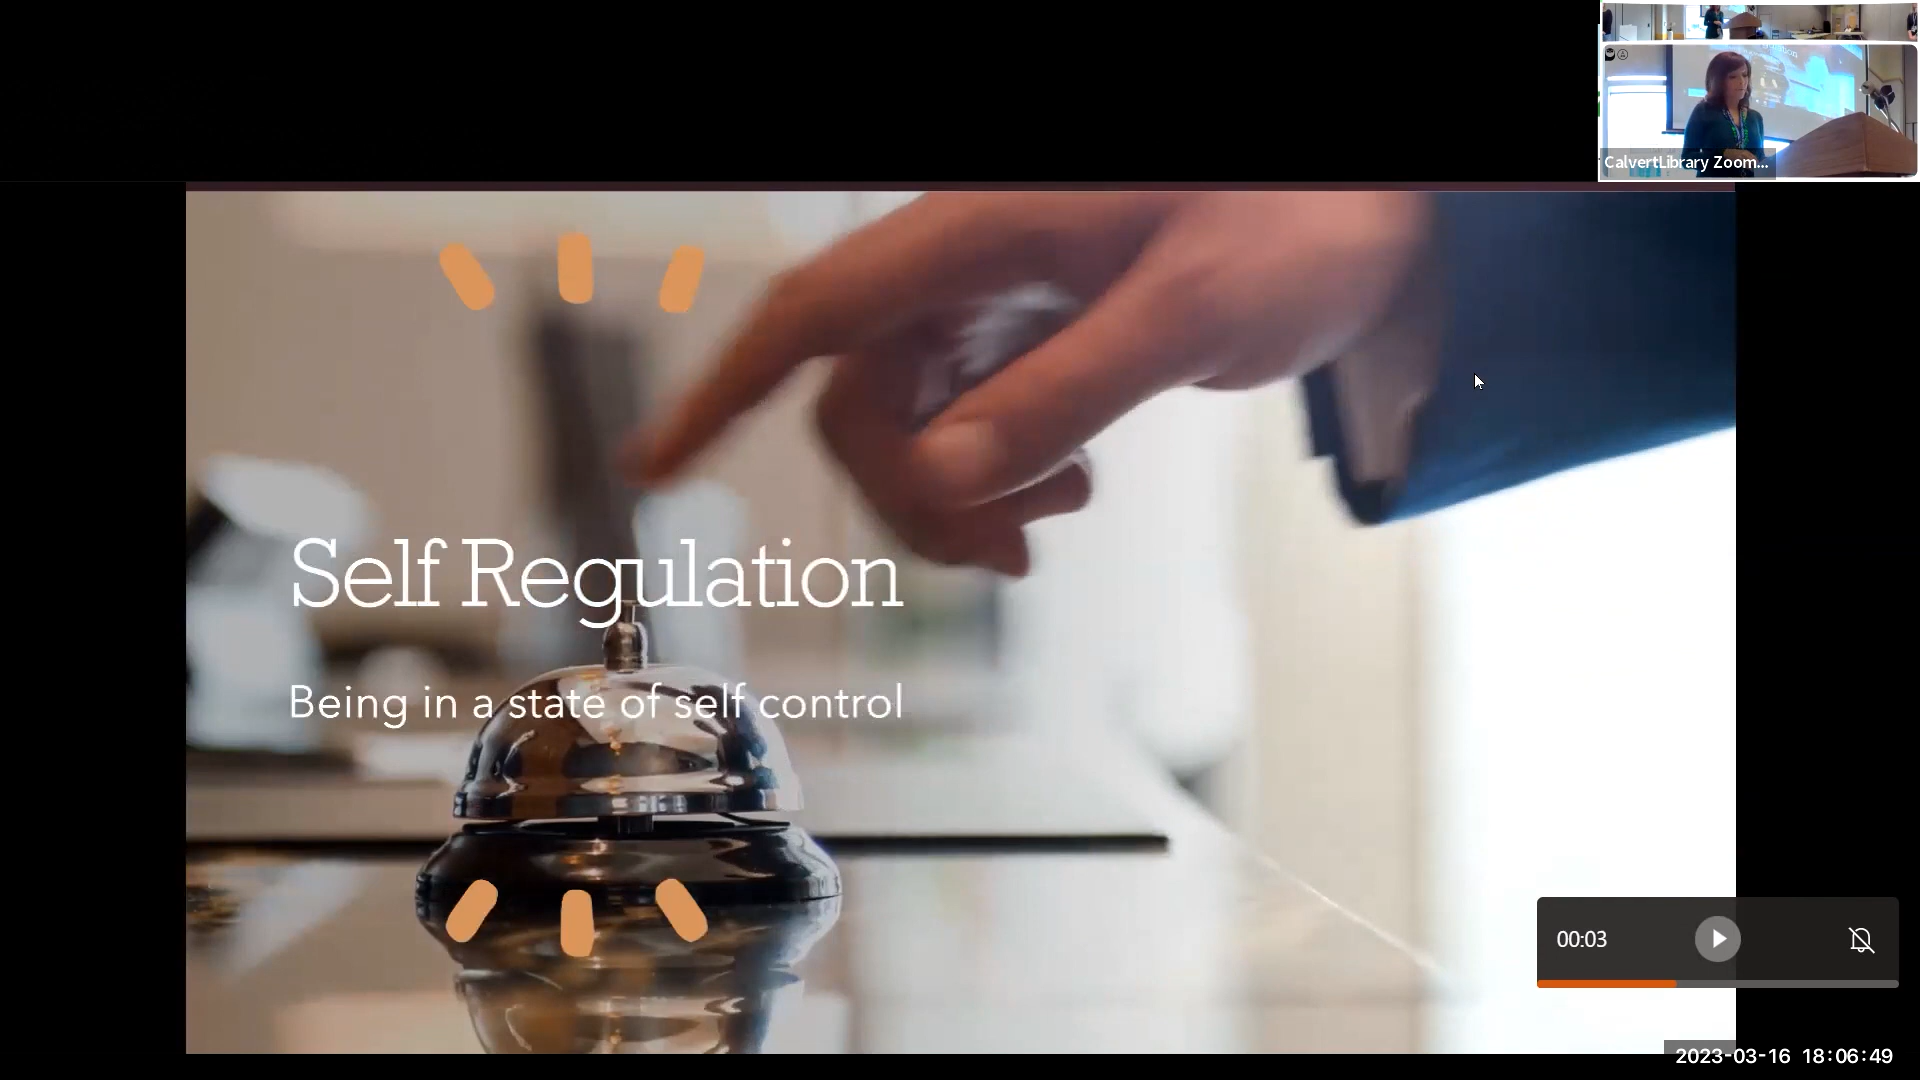 CalvertLibrary Zoom...
Self Regulation
Being in a state of self control
00:03
2023-03-16 18:06:49